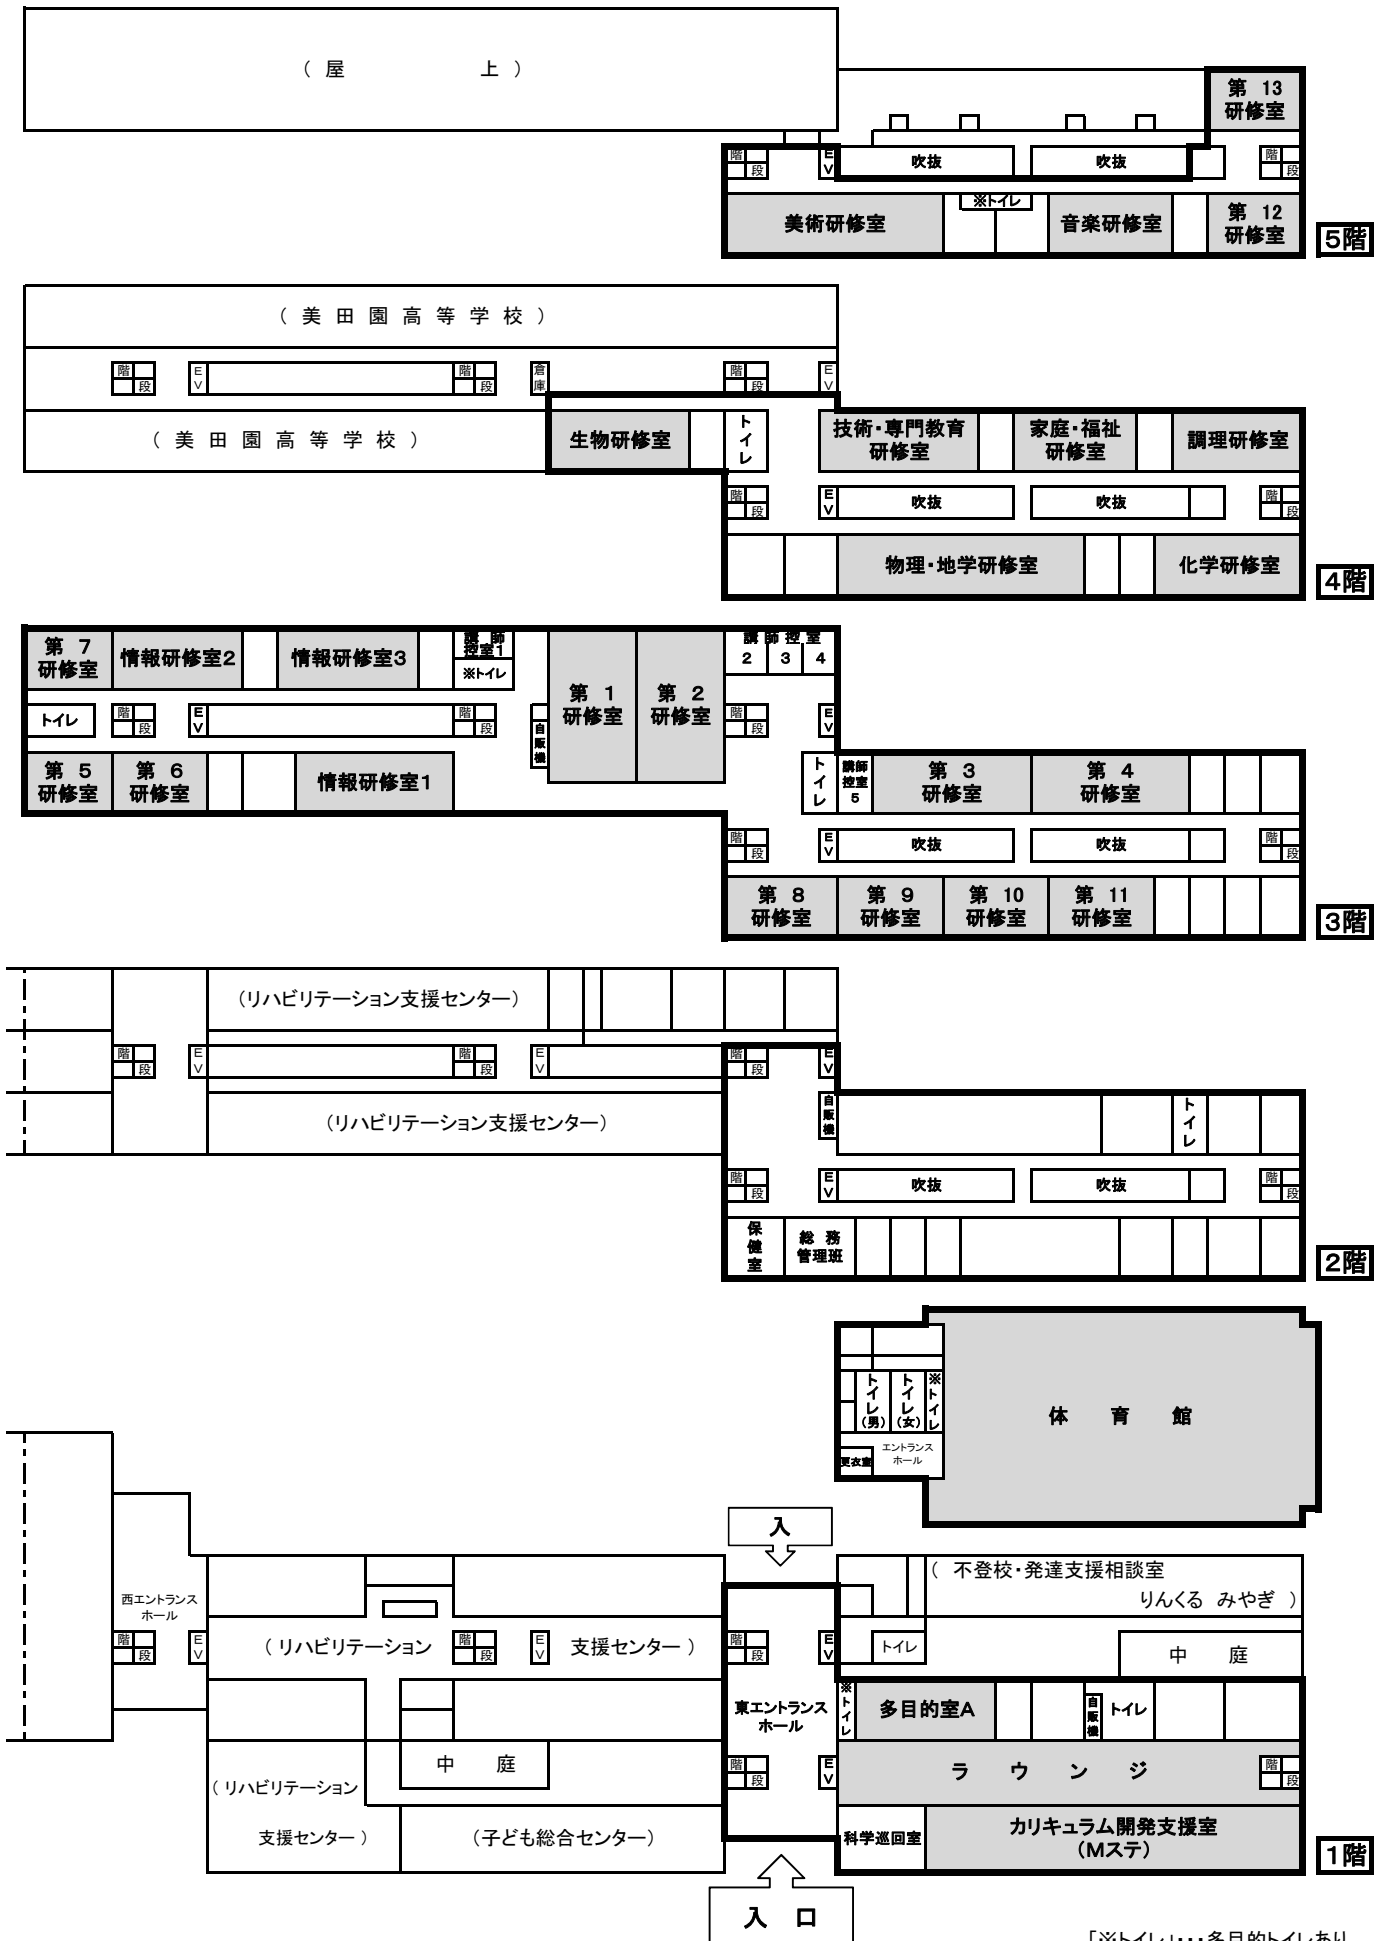 （ 屋 上 ）
第 13
研修室
階
段
EV
吹抜
吹抜
階
段
美術研修室
※トイレ
音楽研修室
第 12
研修室
5階
（ 美 田 園 高 等 学 校 ）
階
段
EV
階
段
倉庫
階
段
EV
（ 美 田 園 高 等 学 校 ）
生物研修室
トイレ
技術・専門教育
研修室
家庭・福祉
研修室
調理研修室
階
段
EV
吹抜
吹抜
階
段
物理・地学研修室
化学研修室
4階
第 7
研修室
情報研修室2
情報研修室3
講 師
控室1
※トイレ
第 1
研修室
第 2
研修室
講 師 控 室
2 3 4
トイレ
階
段
EV
階
段
自販機
階
段
EV
第 5
研修室
第 6
研修室
情報研修室1
トイレ
講師
控室
5
第 3
研修室
第 4
研修室
階
段
EV
吹抜
吹抜
階
段
第 8
研修室
第 9
研修室
第 10
研修室
第 11
研修室
3階
（リハビリテーション支援センター）
階
段
EV
階
段
EV
階
段
EV
（リハビリテーション支援センター）
自販機
トイレ
階
段
EV
吹抜
吹抜
階
段
保健室
総 務
管理班
2階
トイレ(男)
トイレ(女)
※トイレ
体 育 館
更衣室
エントランス
ホール
入
（ 不登校・発達支援相談室
りんくる みやぎ ）
西エントランス
ホール
階
段
EV
（ リハビリテーション
階
段
EV
支援センター ）
階
段
EV
トイレ
中 庭
東エントランス
ホール
※トイレ
多目的室A
自販機
トイレ
中 庭
階
段
EV
ラ ウ ン ジ
階
段
（ リハビリテーション
支援センター ）
（子ども総合センター）
科学巡回室
カリキュラム開発支援室
（Mステ）
1階
入 口
「※トイレ」・・・多目的トイレあり